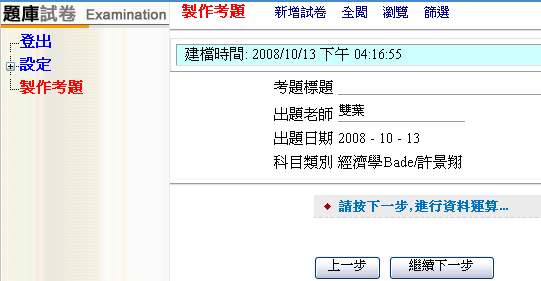 題庫試卷 Examination
登出
設定
製作考題
製作考題 新增試卷 全閱 瀏覽 篩選
建檔時間: 2008/10/13 下午 04:16:55
考題標題
出題老師 雙葉
出題日期 2008 - 10 - 13
科目類別 經濟學Bade/許景翔
請按下一步,進行資料運算...
上一步 繼續下一步